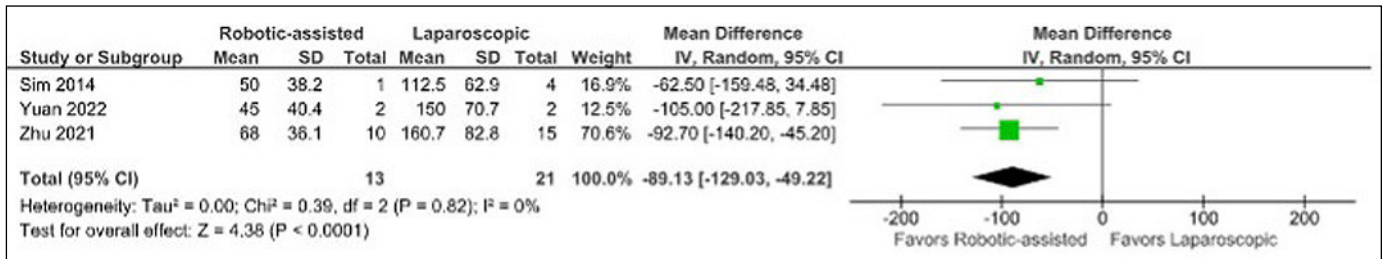 Robotic-assisted Laparoscopic Mean Difference Mean Difference
Study or Subgroup Mean SD Total Mean SD Total Weight IV, Random, 95% CI IV, Random, 95% CI
Sim 2014 50 38.2 1 112.5 62.9 4 16.9% -62.50 [-159.48, 34.48]
Yuan 2022 45 40.4 2 150 70.7 2 12.5% -105.00 [-217.85, 7.85]
Zhu 2021 68 36.1 10 160.7 82.8 15 70.6% -92.70 [-140.20, -45.20]
Total (95% CI) 13 21 100.0% -89.13 [-129.03, -49.22]
Heterogeneity: Tau² = 0.00; Chi² = 0.39, df = 2 (P = 0.82); I² = 0%
Test for overall effect: Z = 4.38 (P < 0.0001)
-200 -100 0 100 200
Favors Robotic-assisted Favors Laparoscopic